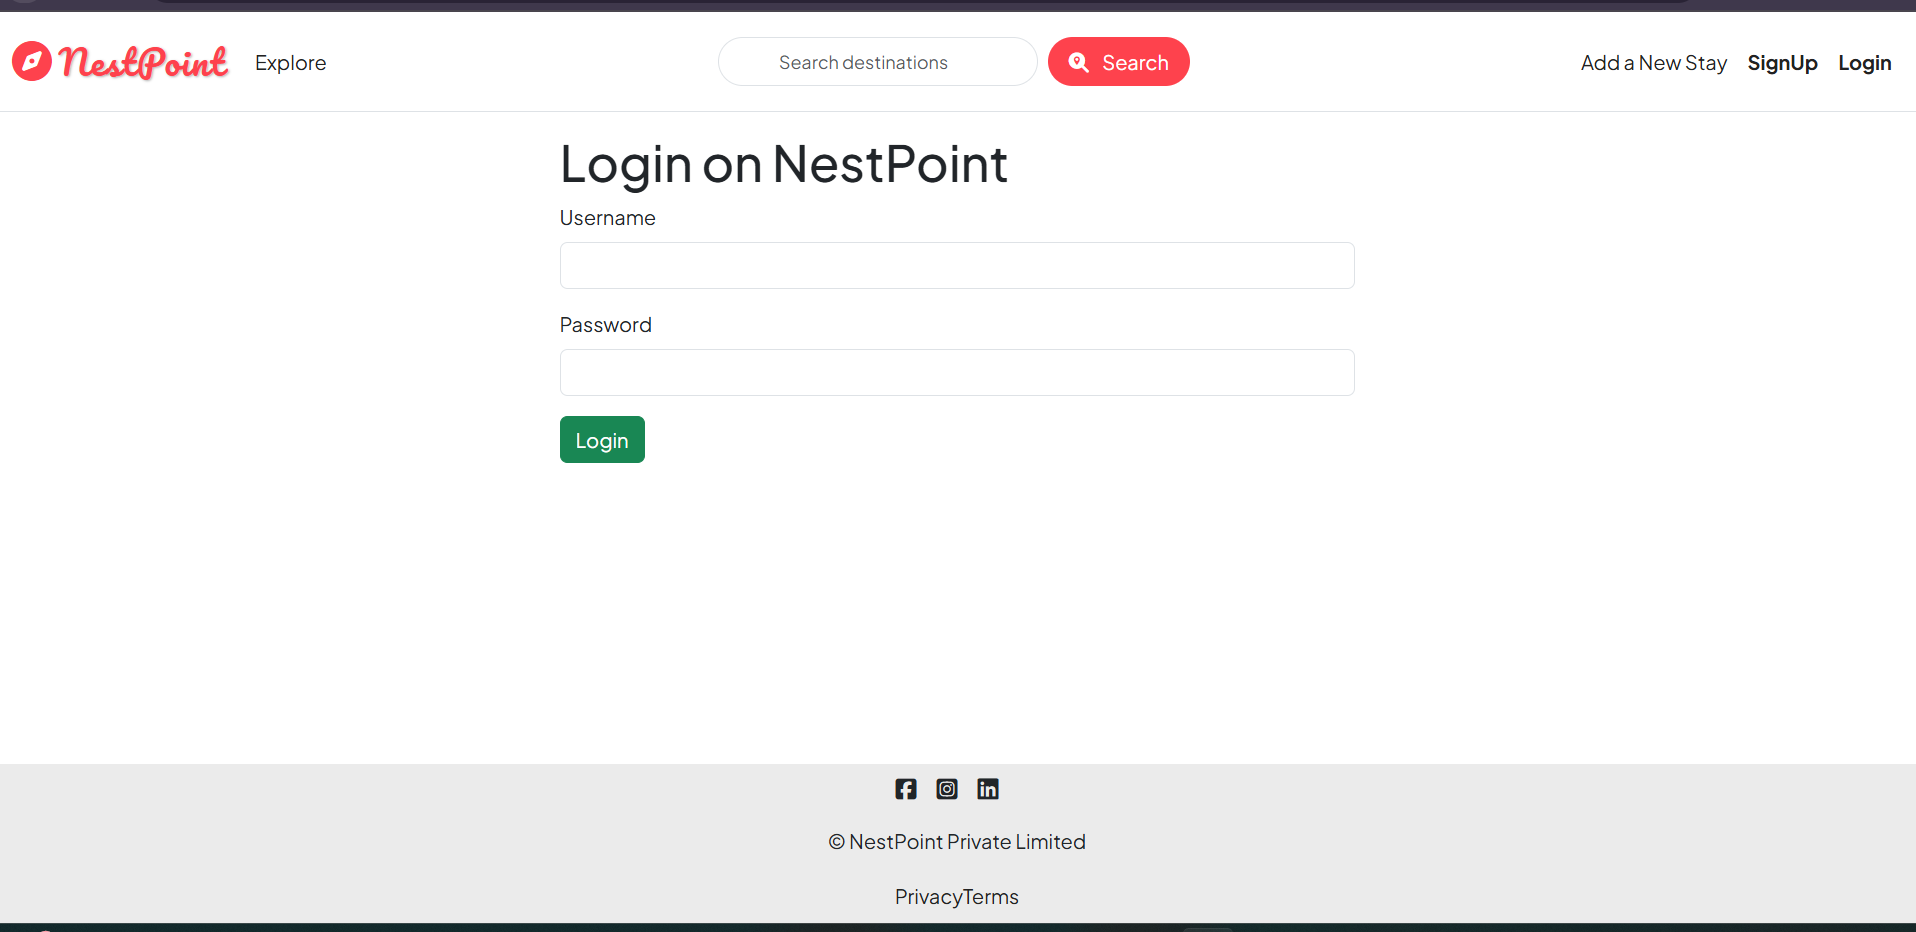 NestPoint Explore Search destinations Search Add a New Stay SignUp Login
Login on NestPoint
Username
Password
Login
© NestPoint Private Limited
PrivacyTerms